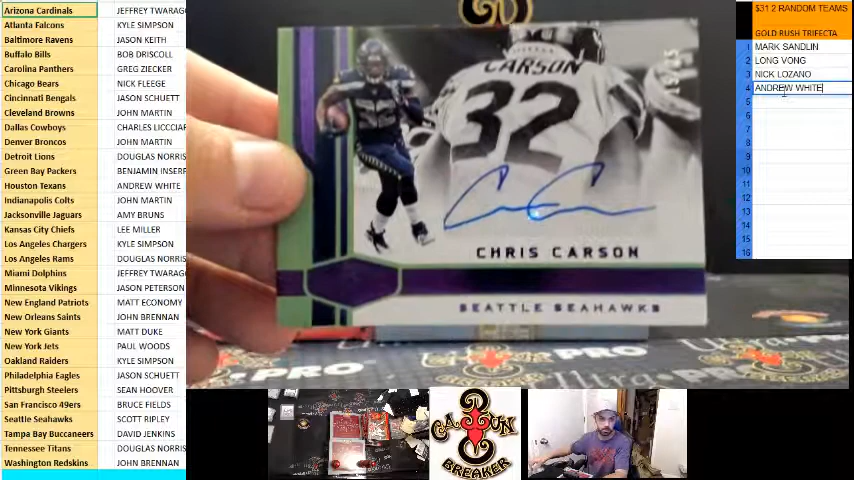 Arizona Cardinals JEFFREY TWARAG
Atlanta Falcons KYLE SIMPSON
Baltimore Ravens JASON KEITH
Buffalo Bills BOB DRISCOLL
Carolina Panthers GREG ZIECKER
Chicago Bears NICK FLEEGE
Cincinnati Bengals JASON SCHUETT
Cleveland Browns JOHN MARTIN
Dallas Cowboys CHARLES LICCIAR
Denver Broncos JOHN MARTIN
Detroit Lions DOUGLAS NORRIS
Green Bay Packers BENJAMIN INSERR
Houston Texans ANDREW WHITE
Indianapolis Colts JOHN MARTIN
Jacksonville Jaguars AMY BRUNS
Kansas City Chiefs LEE MILLER
Los Angeles Chargers KYLE SIMPSON
Los Angeles Rams DOUGLAS NORRIS
Miami Dolphins JEFFREY TWARAG
Minnesota Vikings JASON PETERSON
New England Patriots MATT ECONOMY
New Orleans Saints JOHN BRENNAN
New York Giants MATT DUKE
New York Jets PAUL WOODS
Oakland Raiders KYLE SIMPSON
Philadelphia Eagles JASON SCHUETT
Pittsburgh Steelers SEAN HOOVER
San Francisco 49ers BRUCE FIELDS
Seattle Seahawks SCOTT RIPLEY
Tampa Bay Buccaneers DAVID JENKINS
Tennessee Titans DOUGLAS NORRIS
Washington Redskins JOHN BRENNAN
CARSON
32
CHRIS CARSON
SEATTLE SEAHAWKS
PRO
CAJUN
BREAKER
$31 2 RANDOM TEAMS
GOLD RUSH TRIFECTA
1 MARK SANDLIN
2 LONG VONG
3 NICK LOZANO
4 ANDREW WHITE
5
6
7
8
9
10
11
12
13
14
15
16